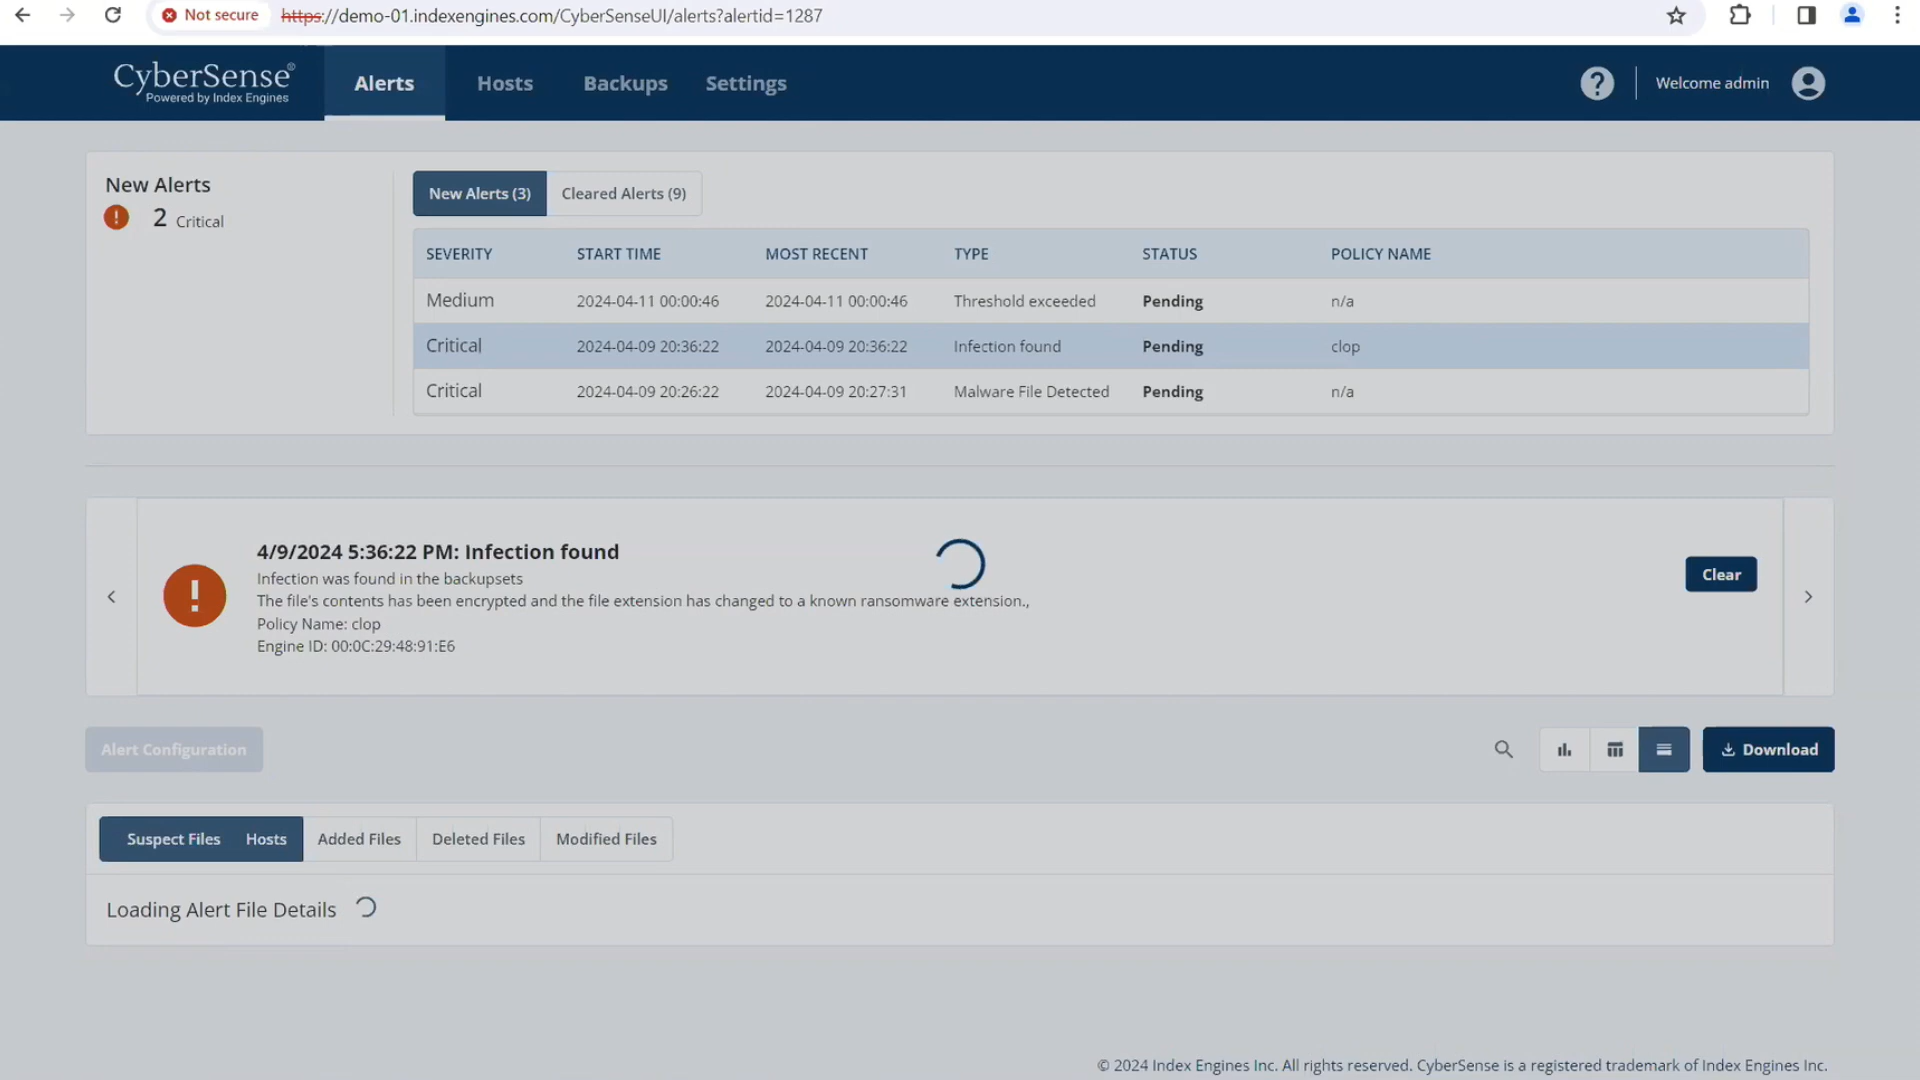 Not secure https://demo-01.indexengines.com/CyberSenseUI/alerts?alertid=1287
CyberSense®
Powered by Index Engines
Alerts Hosts Backups Settings
? Welcome admin
New Alerts
! 2 Critical
New Alerts (3) Cleared Alerts (9)
SEVERITY START TIME MOST RECENT TYPE STATUS POLICY NAME
Medium 2024-04-11 00:00:46 2024-04-11 00:00:46 Threshold exceeded Pending n/a
Critical 2024-04-09 20:36:22 2024-04-09 20:36:22 Infection found Pending clop
Critical 2024-04-09 20:26:22 2024-04-09 20:27:31 Malware File Detected Pending n/a
4/9/2024 5:36:22 PM: Infection found
Infection was found in the backupsets
The file's contents has been encrypted and the file extension has changed to a known ransomware extension.,
Policy Name: clop
Engine ID: 00:0C:29:48:91:E6
Clear
Alert Configuration
Download
Suspect Files Hosts Added Files Deleted Files Modified Files
Loading Alert File Details
© 2024 Index Engines Inc. All rights reserved. CyberSense is a registered trademark of Index Engines Inc.